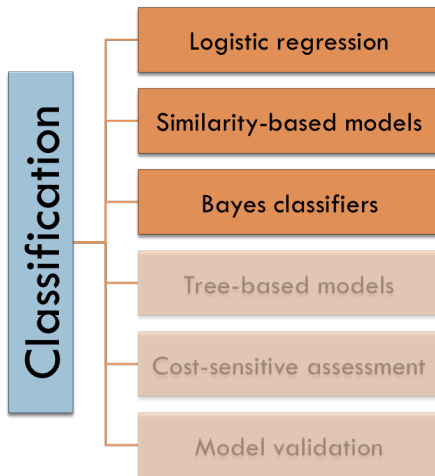 Classification
Logistic regression
Similarity-based models
Bayes classifiers
Tree-based models
Cost-sensitive assessment
Model validation